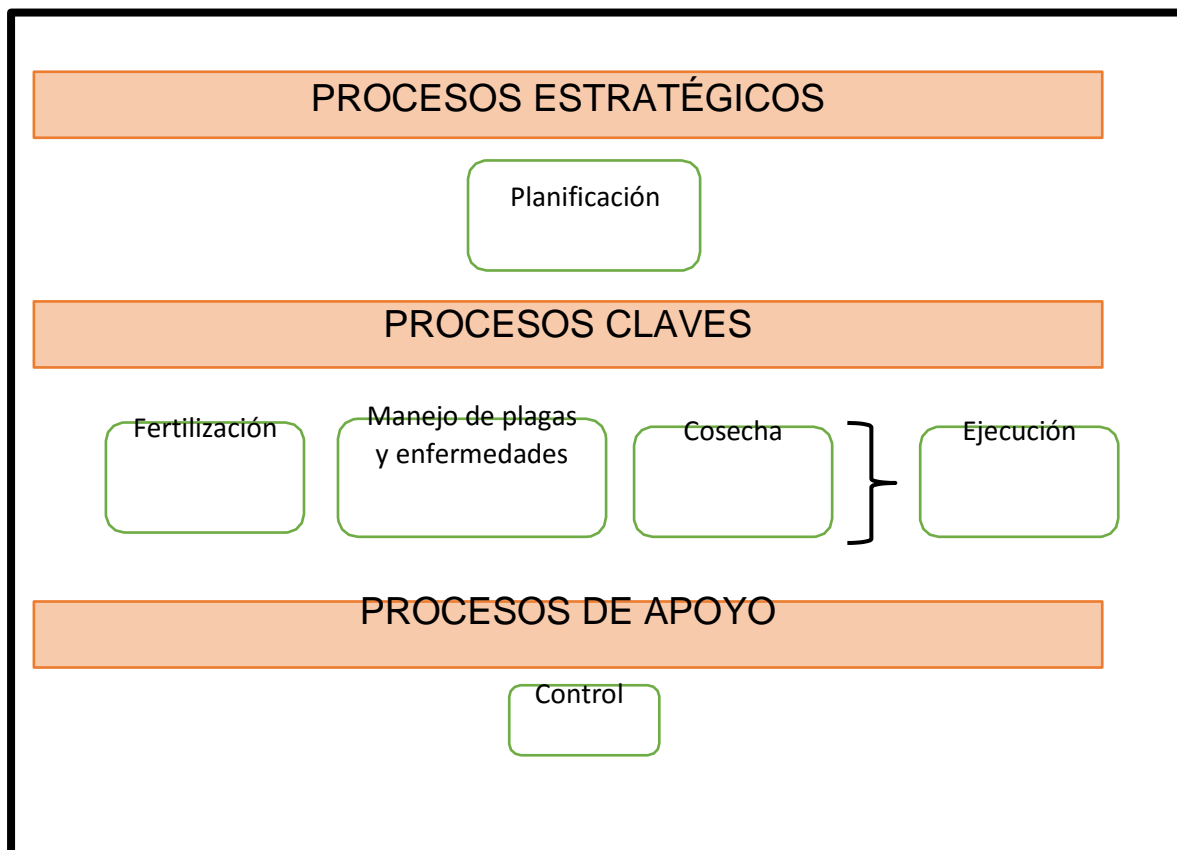 PROCESOS ESTRATÉGICOS
Planificación
PROCESOS CLAVES
Fertilización
Manejo de plagas
y enfermedades
Cosecha
Ejecución
PROCESOS DE APOYO
Control